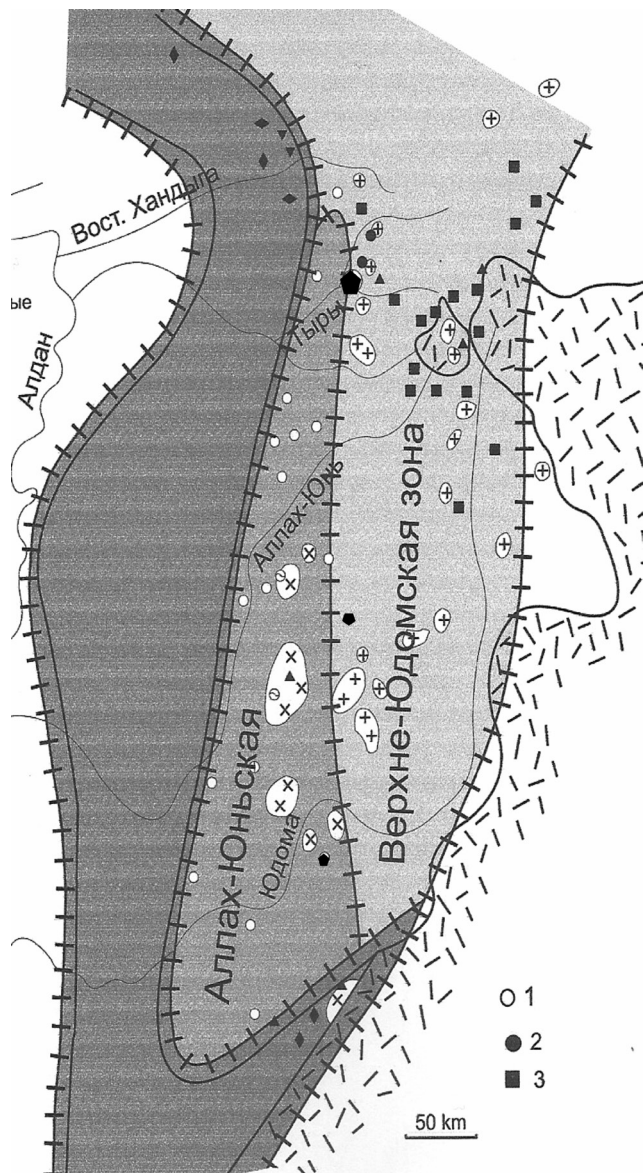 Вост. Хандыга
ые
Алдан
Тыры
Аллах-Юнь
Верхне-Юдомская зона
Аллах-Юньская
Юдома
1
2
3
50 km